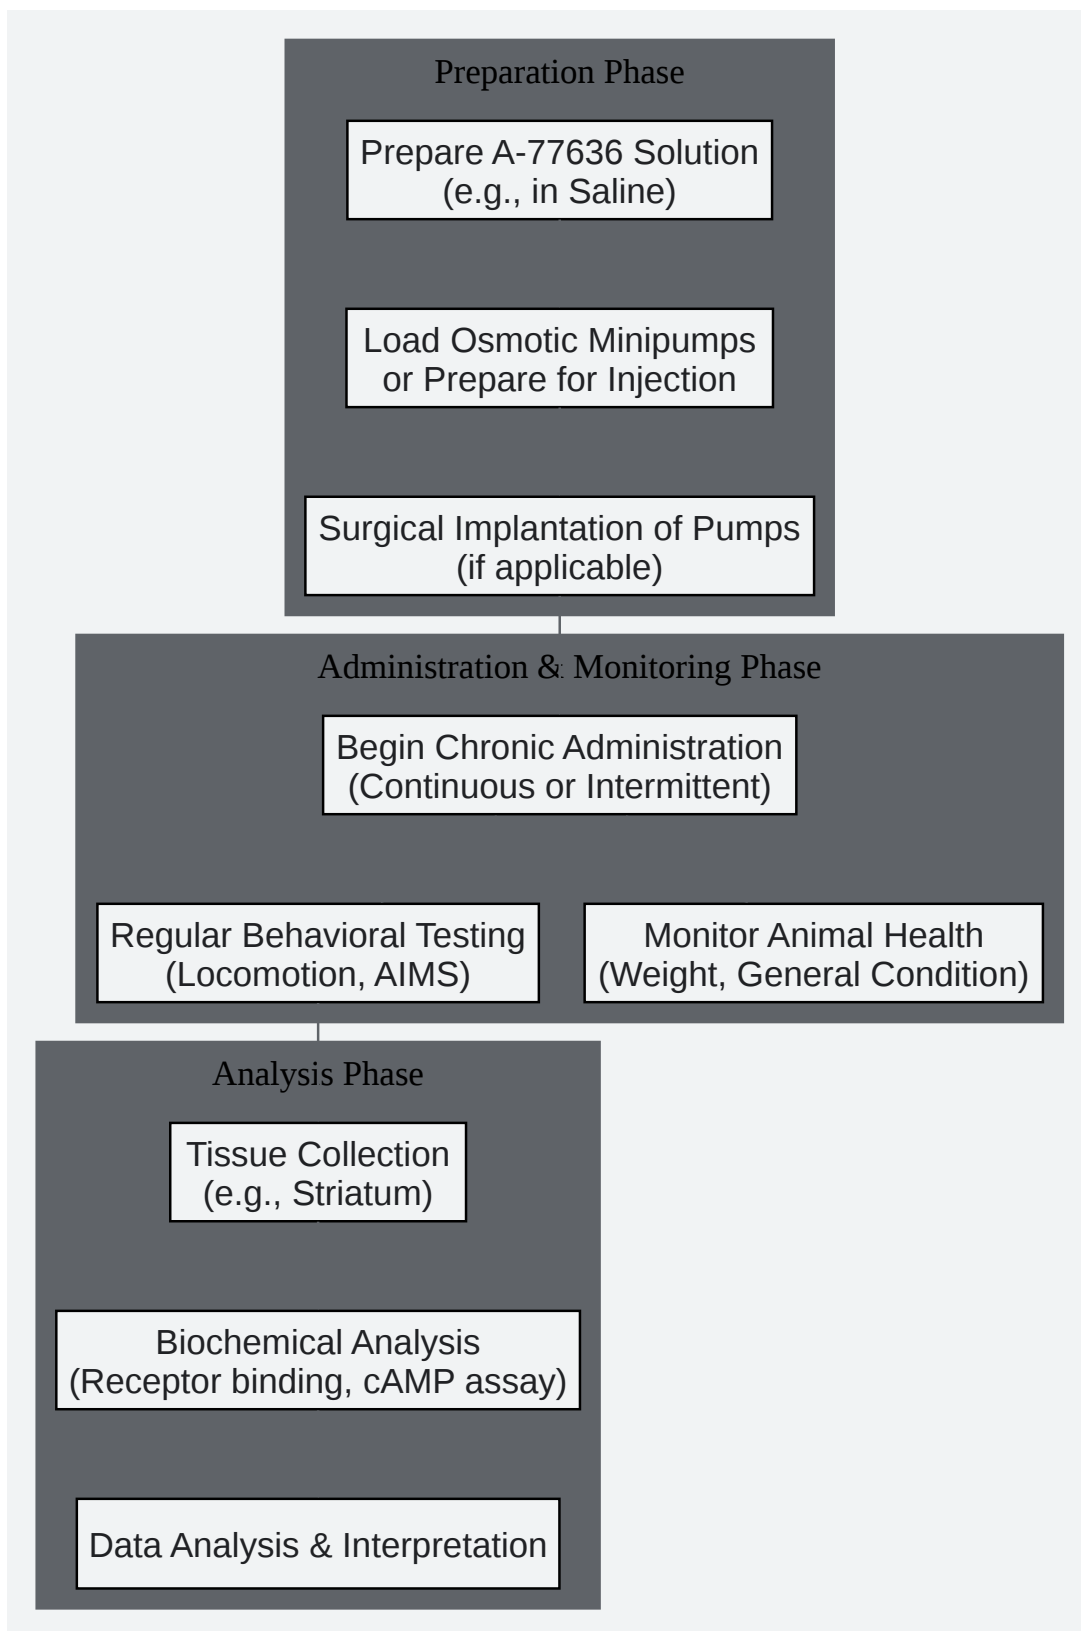 Preparation Phase
Prepare A-77636 Solution
(e.g., in Saline)
Load Osmotic Minipumps
or Prepare for Injection
Surgical Implantation of Pumps
(if applicable)
Administration & Monitoring Phase
Begin Chronic Administration
(Continuous or Intermittent)
Regular Behavioral Testing
(Locomotion, AIMS)
Monitor Animal Health
(Weight, General Condition)
Analysis Phase
Tissue Collection
(e.g., Striatum)
Biochemical Analysis
(Receptor binding, cAMP assay)
Data Analysis & Interpretation